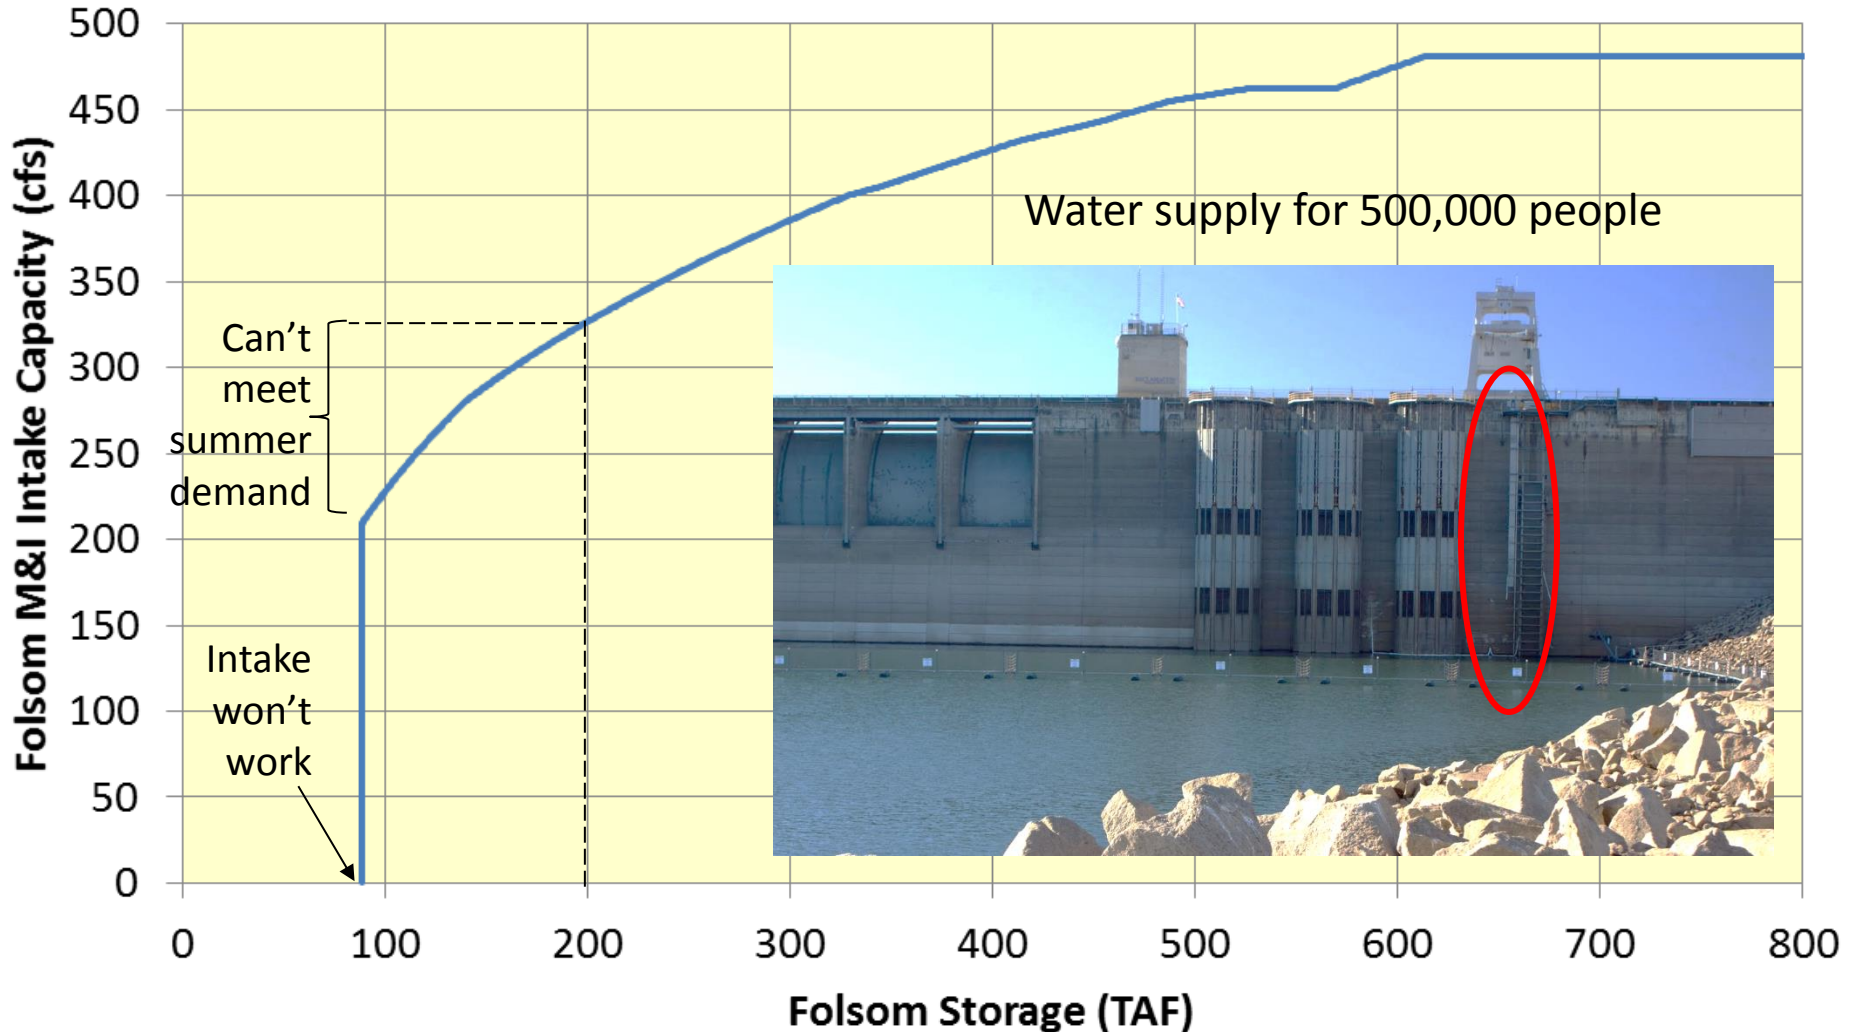 500
450
400
350
300
250
200
150
100
50
0
Folsom M&I Intake Capacity (cfs)
Water supply for 500,000 people
Can't
meet
summer
demand
Intake
won't
work
0 100 200 300 400 500 600 700 800
Folsom Storage (TAF)